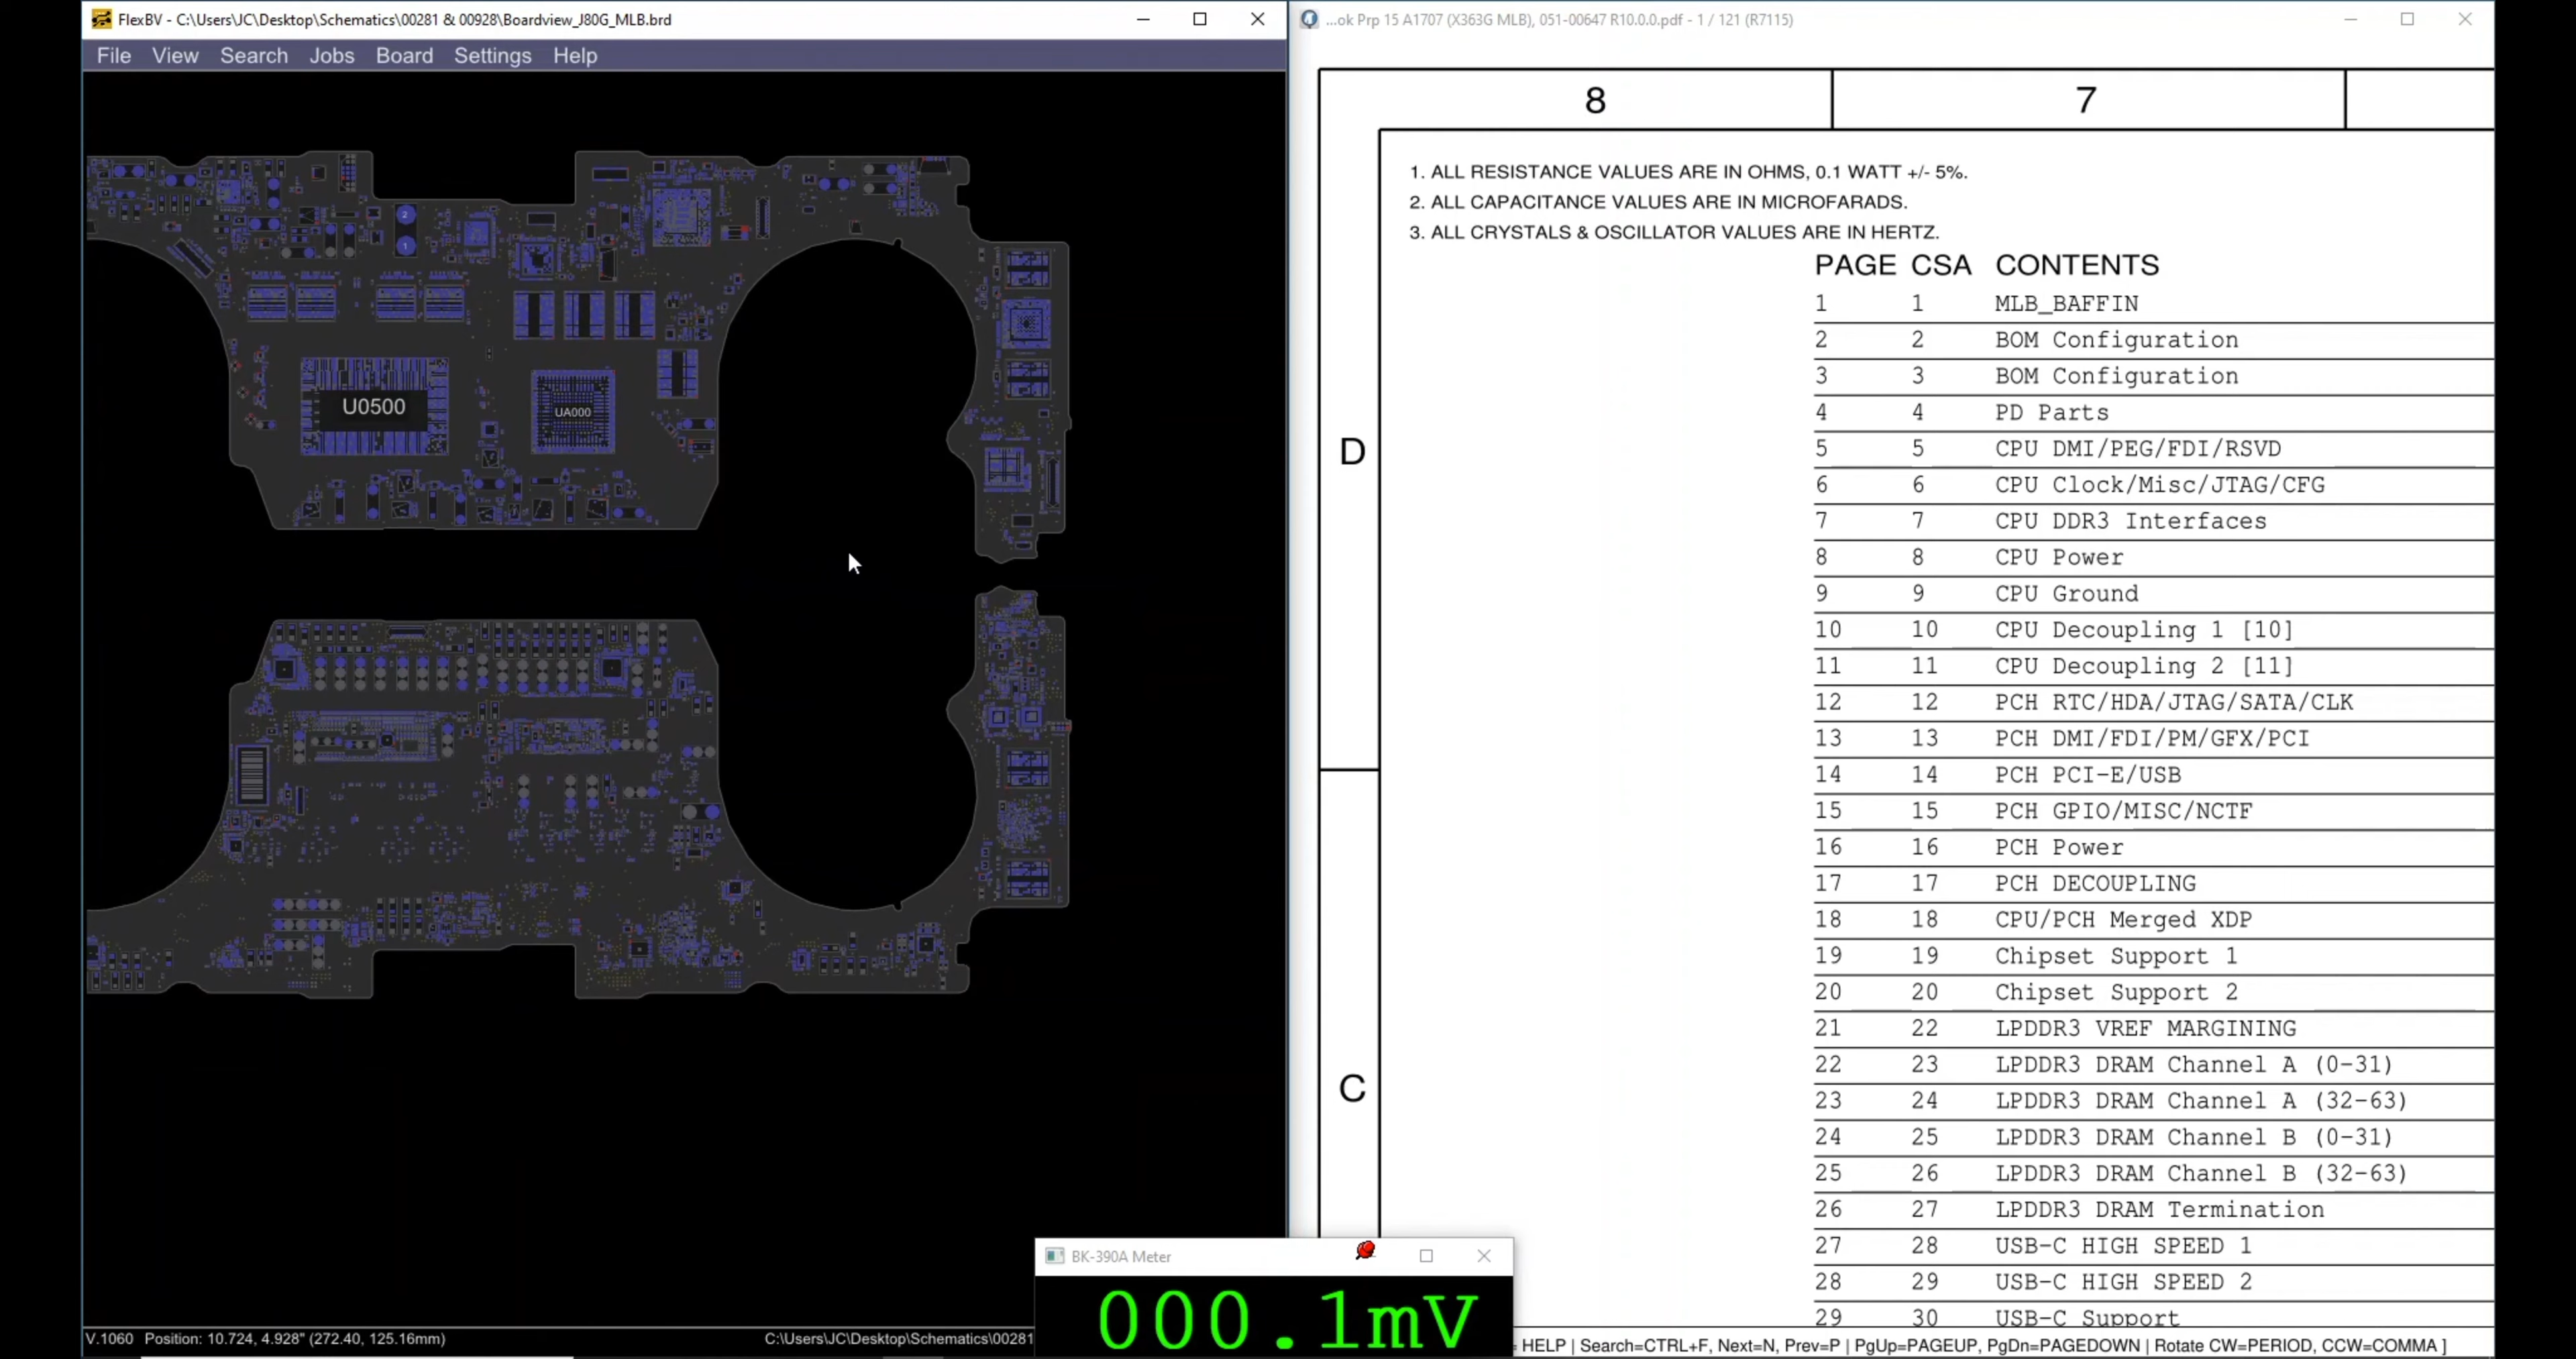 FlexBV - C:\Users\JC\Desktop\Schematics\00281 & 00928\Boardview_J80G_MLB.brd
File View Search Jobs Board Settings Help
2
1
U0500
UA000
V.1060 Position: 10.724, 4.928" (272.40, 125.16mm)
C:\Users\JC\Desktop\Schematics\00281
...ok Prp 15 A1707 (X363G MLB), 051-00647 R10.0.0.pdf - 1 / 121 (R7115)
8 7
D
C
1. ALL RESISTANCE VALUES ARE IN OHMS, 0.1 WATT +/- 5%.
2. ALL CAPACITANCE VALUES ARE IN MICROFARADS.
3. ALL CRYSTALS & OSCILLATOR VALUES ARE IN HERTZ.
PAGE CSA CONTENTS
1 1 MLB_BAFFIN
2 2 BOM Configuration
3 3 BOM Configuration
4 4 PD Parts
5 5 CPU DMI/PEG/FDI/RSVD
6 6 CPU Clock/Misc/JTAG/CFG
7 7 CPU DDR3 Interfaces
8 8 CPU Power
9 9 CPU Ground
10 10 CPU Decoupling 1 [10]
11 11 CPU Decoupling 2 [11]
12 12 PCH RTC/HDA/JTAG/SATA/CLK
13 13 PCH DMI/FDI/PM/GFX/PCI
14 14 PCH PCI-E/USB
15 15 PCH GPIO/MISC/NCTF
16 16 PCH Power
17 17 PCH DECOUPLING
18 18 CPU/PCH Merged XDP
19 19 Chipset Support 1
20 20 Chipset Support 2
21 22 LPDDR3 VREF MARGINING
22 23 LPDDR3 DRAM Channel A (0-31)
23 24 LPDDR3 DRAM Channel A (32-63)
24 25 LPDDR3 DRAM Channel B (0-31)
25 26 LPDDR3 DRAM Channel B (32-63)
26 27 LPDDR3 DRAM Termination
27 28 USB-C HIGH SPEED 1
28 29 USB-C HIGH SPEED 2
29 30 USB-C Support
HELP | Search=CTRL+F, Next=N, Prev=P | PgUp=PAGEUP, PgDn=PAGEDOWN | Rotate CW=PERIOD, CCW=COMMA ]
BK-390A Meter
000.1mV